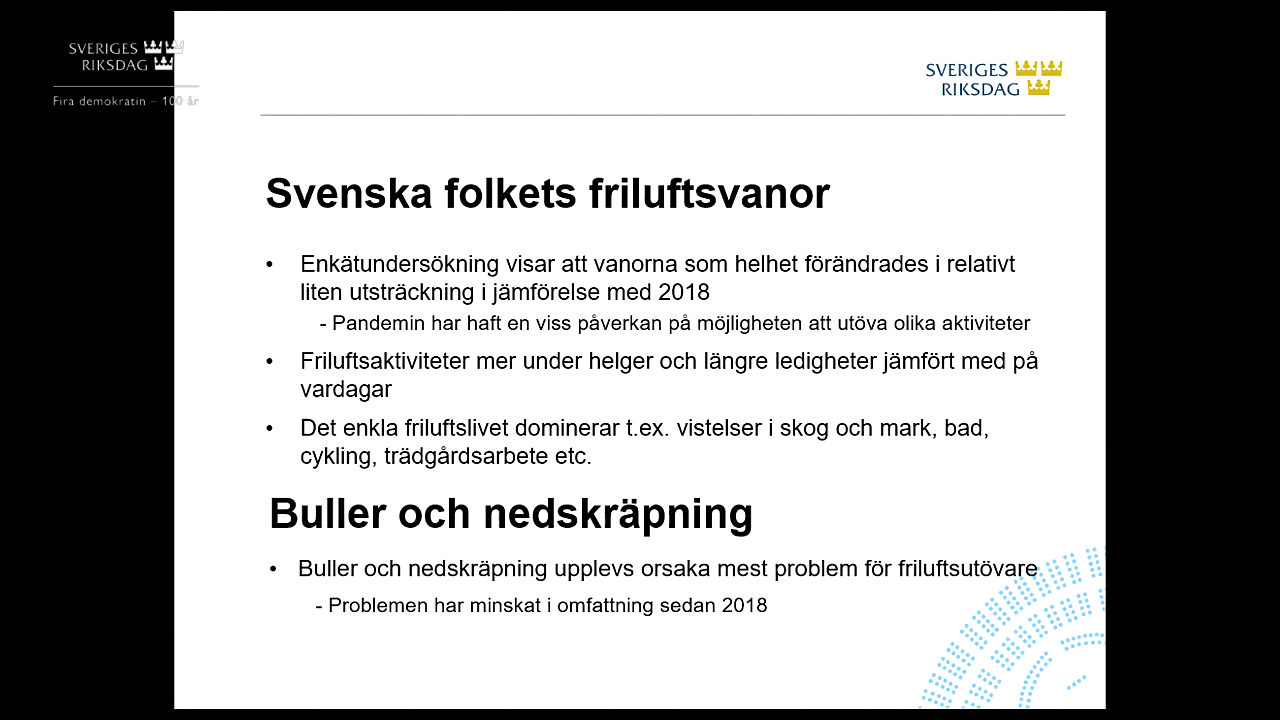 SVERIGES
RIKSDAG
Fira demokratin – 100 år
SVERIGES
RIKSDAG
Svenska folkets friluftsvanor
• Enkätundersökning visar att vanorna som helhet förändrades i relativt
liten utsträckning i jämförelse med 2018
- Pandemin har haft en viss påverkan på möjligheten att utöva olika aktiviteter
• Friluftsaktiviteter mer under helger och längre ledigheter jämfört med på
vardagar
• Det enkla friluftslivet dominerar t.ex. vistelser i skog och mark, bad,
cykling, trädgårdsarbete etc.
Buller och nedskräpning
• Buller och nedskräpning upplevs orsaka mest problem för friluftsutövare
- Problemen har minskat i omfattning sedan 2018